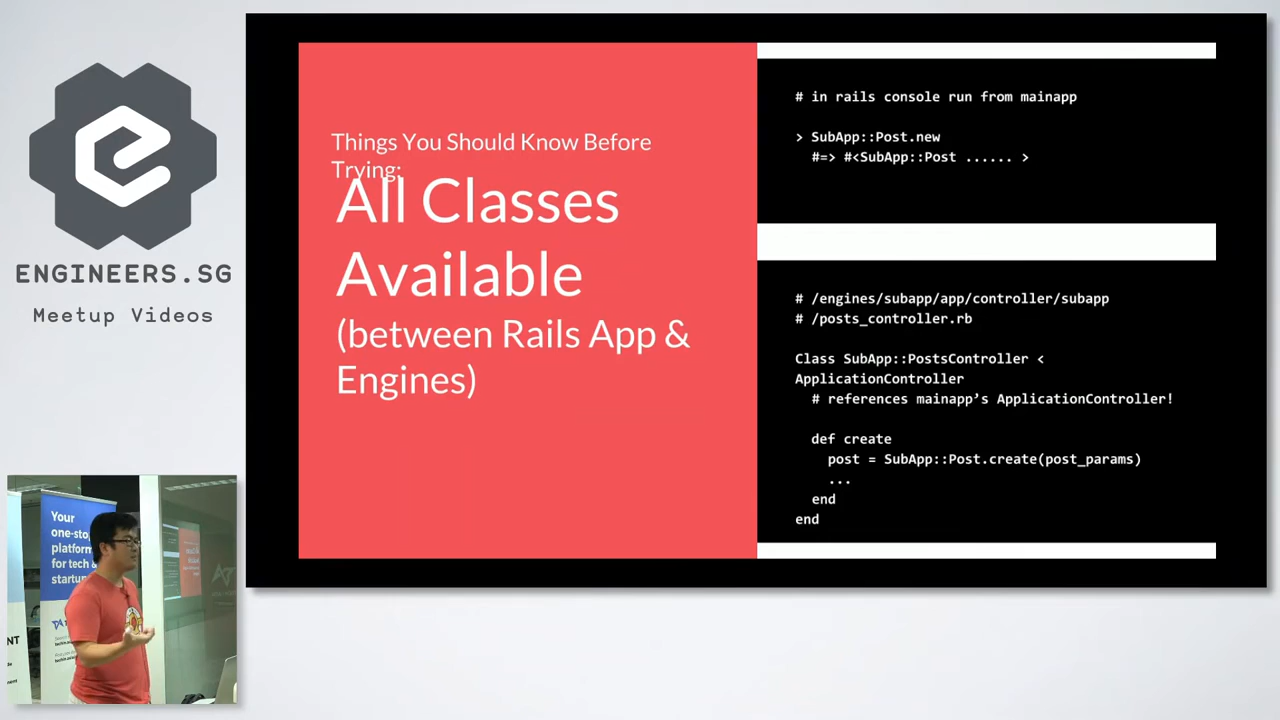 ENGINEERS.SG
Meetup Videos
Things You Should Know Before
Trying:
All Classes
Available
(between Rails App &
Engines)
# in rails console run from mainapp
> SubApp::Post.new
#=> #<SubApp::Post ...... >
# /engines/subapp/app/controller/subapp
# /posts_controller.rb
Class SubApp::PostsController <
ApplicationController
# references mainapp’s ApplicationController!
def create
post = SubApp::Post.create(post_params)
...
end
end
Your
one-sto
platform
for tech a
startup
NT